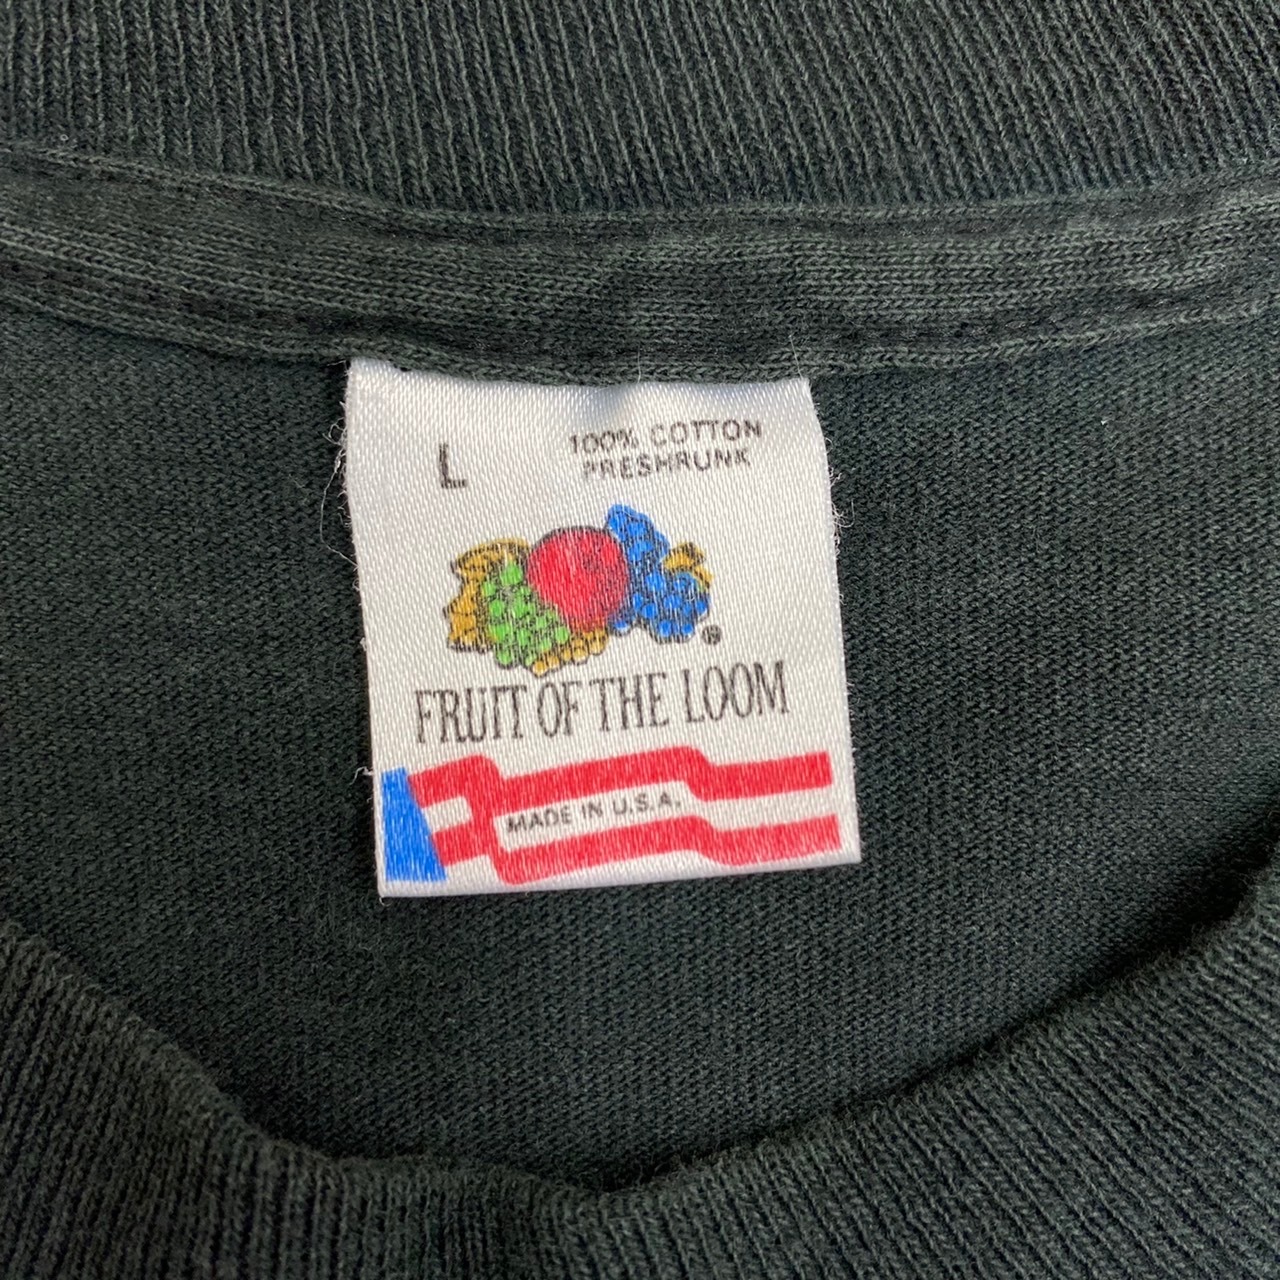 L
100% COTTON
PRESHRUNK
FRUIT OF THE LOOM
MADE IN U.S.A.